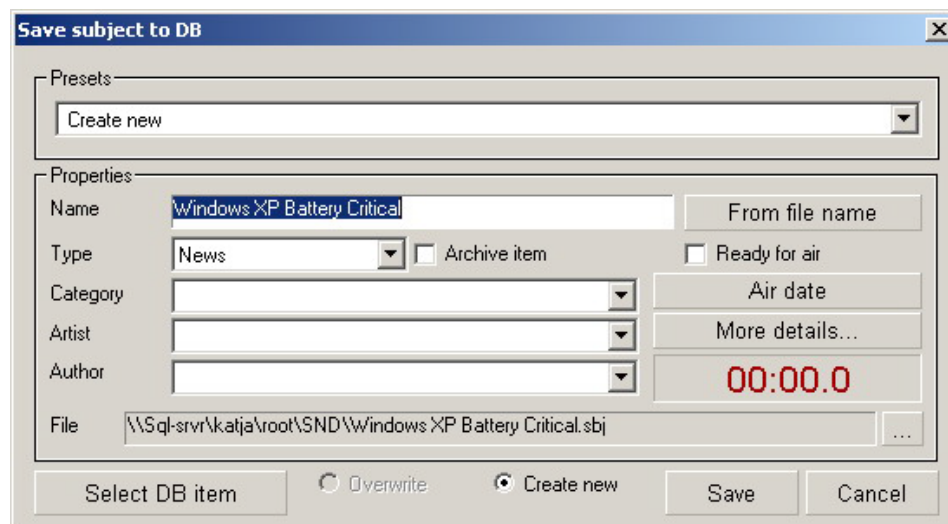 Save subject to DB
Presets
Create new
Properties
Name Windows XP Battery Critical From file name
Type News Archive item Ready for air
Category Air date
Artist More details...
Author 00:00.0
File \\Sql-srvr\katja\root\SND\Windows XP Battery Critical.sbj ...
Select DB item Overwrite Create new Save Cancel